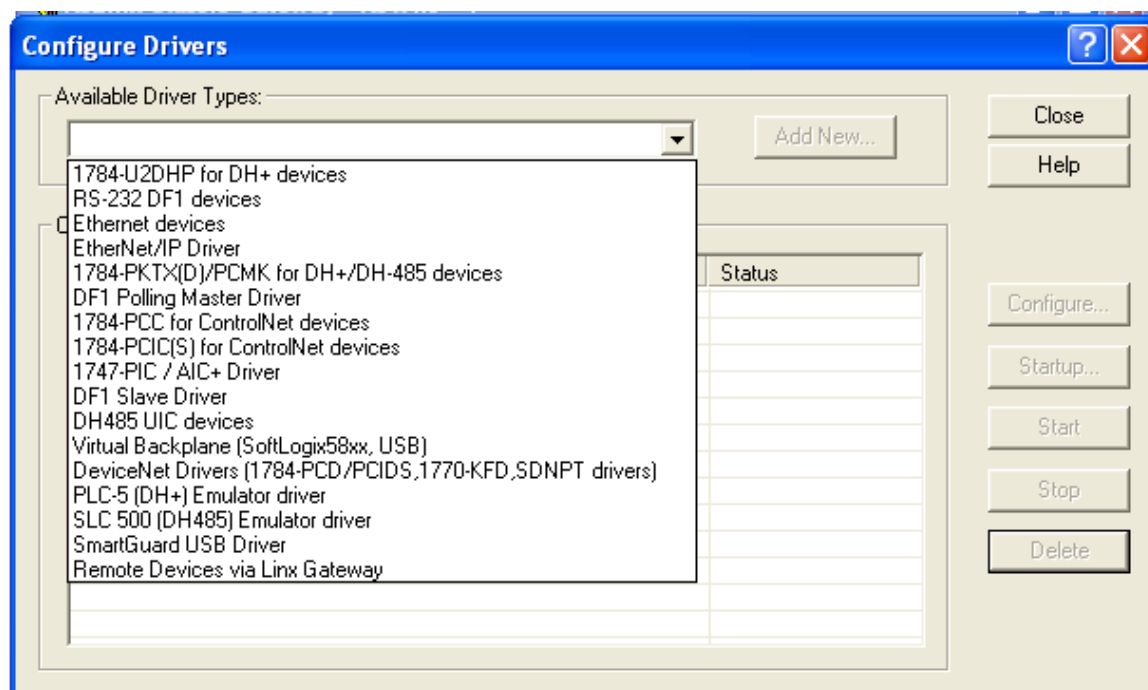 Configure Drivers
Available Driver Types:
Add New...
Close
Help
1784-U2DHP for DH+ devices
RS-232 DF1 devices
Ethernet devices
EtherNet/IP Driver
1784-PKTX(D)/PCMK for DH+/DH-485 devices
DF1 Polling Master Driver
1784-PCC for ControlNet devices
1784-PCIC(S) for ControlNet devices
1747-PIC / AIC+ Driver
DF1 Slave Driver
DH485 UIC devices
Virtual Backplane (SoftLogix58xx, USB)
DeviceNet Drivers (1784-PCD/PCIDS,1770-KFD,SDNPT drivers)
PLC-5 (DH+) Emulator driver
SLC 500 (DH485) Emulator driver
SmartGuard USB Driver
Remote Devices via Linx Gateway
Status
Configure...
Startup...
Start
Stop
Delete